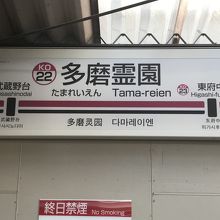 KO
22
多磨霊園
たまれいえん Tama-reien
多磨灵园 다마레이엔
武蔵野台
東府中
終日禁煙
No Smoking